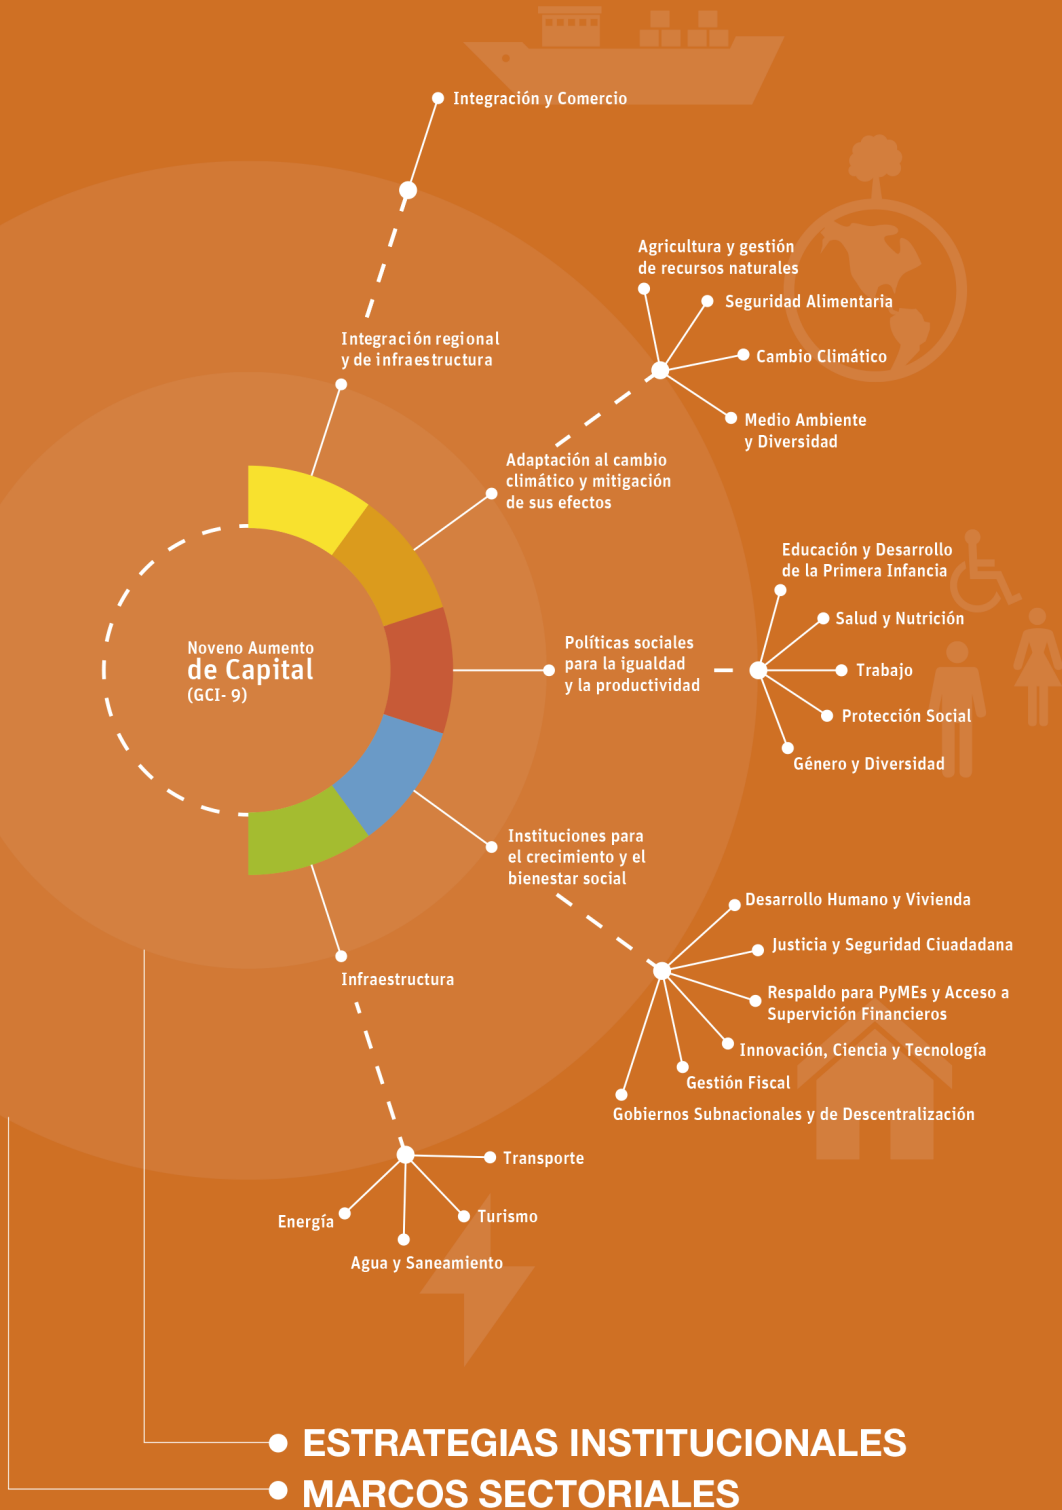 Integración y Comercio
Integración regional
y de infraestructura
Agricultura y gestión
de recursos naturales
Seguridad Alimentaria
Cambio Climático
Medio Ambiente
y Diversidad
Adaptación al cambio
climático y mitigación
de sus efectos
Educación y Desarrollo
de la Primera Infancia
Salud y Nutrición
Trabajo
Protección Social
Género y Diversidad
Políticas sociales
para la igualdad
y la productividad
Noveno Aumento
de Capital
(GCI- 9)
Instituciones para
el crecimiento y el
bienestar social
Desarrollo Humano y Vivienda
Justicia y Seguridad Ciuadadana
Respaldo para PyMEs y Acceso a
Supervición Financieros
Innovación, Ciencia y Tecnología
Gestión Fiscal
Gobiernos Subnacionales y de Descentralización
Infraestructura
Transporte
Turismo
Energía
Agua y Saneamiento
ESTRATEGIAS INSTITUCIONALES
MARCOS SECTORIALES